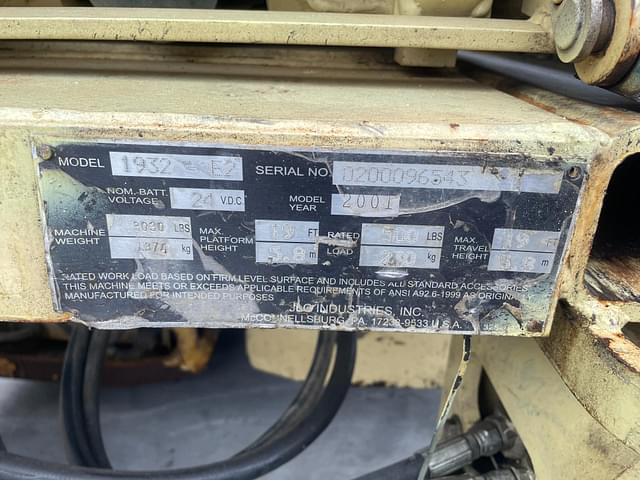 MODEL 1932 - E2 SERIAL NO. 0200096543
NOM. BATT. VOLTAGE 24 V.D.C MODEL YEAR 2001
MACHINE WEIGHT 3030 LBS MAX. PLATFORM HEIGHT 19 FT RATED LOAD 500 LBS MAX TRAVEL HEIGHT 19 FT
1374 kg 5.8 m kg 5.8 m
RATED WORK LOAD BASED ON FIRM LEVEL SURFACE AND INCLUDES ALL STANDARD ACCESSORIES
THIS MACHINE MEETS OR EXCEEDS APPLICABLE REQUIREMENTS OF ANSI A92.6-1999 AS ORIGINALLY
MANUFACTURED FOR INTENDED PURPOSES
JLG INDUSTRIES, INC.
McCONNELLSBURG, PA. 17233-9533 U.S.A.